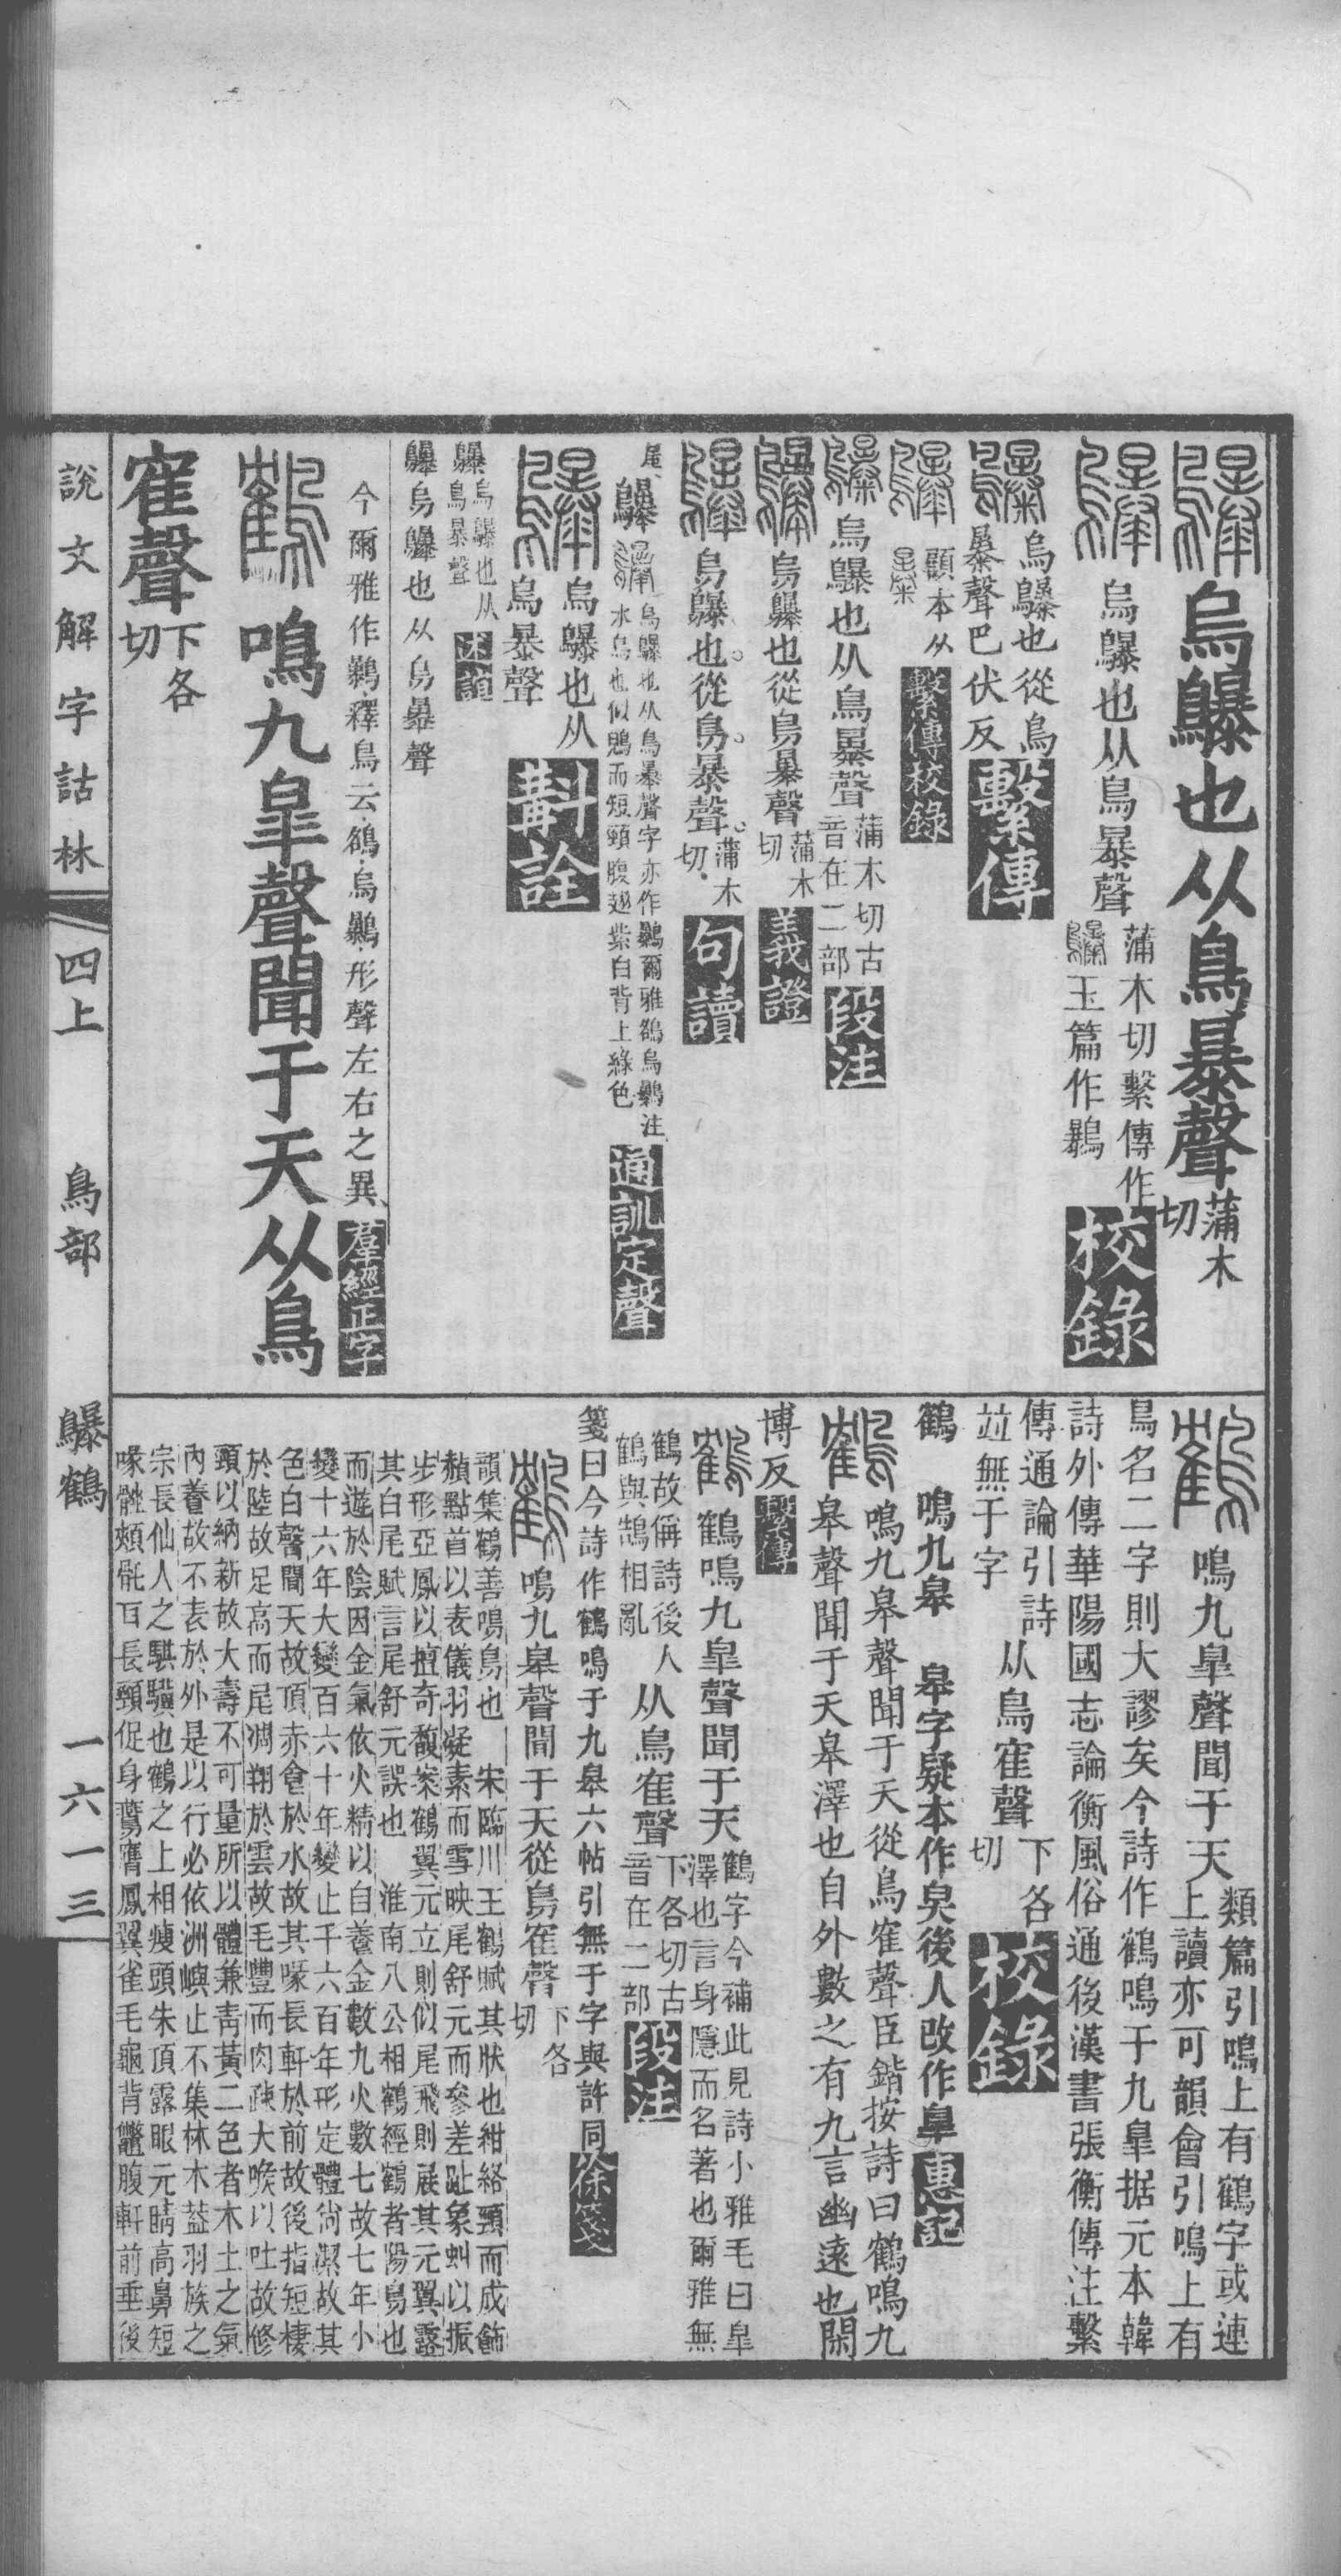 烏鸔也从鳥暴聲蒲木切
烏鸔也从鳥暴聲蒲木切繫傳作
玉篇作
校錄
烏鸔也從鳥
㬥聲巴伏反
繫傳
顧本从
繫傳校錄
烏鸔也从鳥㬥聲蒲木切古音在二部
段注
鳥鸔也從鳥㬥聲蒲木切
義證
鳥鸔也從鳥暴聲蒲木切
句讀
尾
鸔
烏鸔也从鳥暴聲字亦作鸔爾雅鵅烏鸔注
水鳥也似鶂而短頸腹翅紫白背上綠色
通訓定聲
烏鸔也从
鳥暴聲
斠詮
鸔烏鸔也从
鳥暴聲
鸔鳥鸔也从鳥暴聲
今爾雅作鸔釋鳥云鵅烏鸔形聲左右之異
羣經正字
鳴九皋聲聞于天从鳥
隺聲下各切
鳴九皐聲聞于天類篇引鳴上有鶴字或連
上讀亦可韻會引鳴上有
鳥名二字則大謬矣今詩作鶴鳴于九皐据元本韓
詩外傳華陽國志論衡風俗通後漢書張衡傳注繫
傳通論引詩
竝無于字
从鳥隺聲下各切
校錄
鶴 鳴九皋 皋字疑本作臭後人改作皐
惠記
鳴九皋聲聞于天從鳥隺聲臣鍇按詩曰鶴鳴九
皋聲聞于天皋澤也自外數之有九言幽遠也閑
博反
繫傳
鶴鳴九皐聲聞于天鶴字今補此見詩小雅毛曰皐
澤也言身隱而名著也爾雅無
鶴故偁詩後人
鶴與鵠相亂
从鳥隺聲下各切古音在二部
段注
箋曰今詩作鶴鳴于九皋六帖引無于字與許同
徐箋
鳴九皋聲聞于天從鳥隺聲下各切
韻集鶴善鳴鳥也 宋臨川王鶴賦其狀也紺絡頸而成飾
赬點首以表儀羽凝素而雪映尾舒元而參差趾象虯以振
步形亞鳳以擅奇馥案鶴翼元立則似尾飛則展其元翼露
其白尾賦言尾舒元誤也 淮南八公相鶴經鶴者陽鳥也
而遊於陰因金氣依火精以自養金數九火數七故七年小
變十六年大變百六十年變止千六百年形定體尚潔故其
色白聲聞天故頂赤食於水故其喙長軒於前故後指短棲
於陸故足高而尾凋翔於雲故毛豐而肉疎大喉以吐故修
頸以納新故大壽不可量所以體兼靑黃二色者木土之氣
內養故不表於外是以行必依洲嶼止不集林木蓋羽族之
宗長仙人之騏驥也鶴之上相瘦頭朱頂露眼元睛高鼻短
喙 頰 耳長頸促身 膺鳳翼雀毛龜背鼈腹軒前垂後
說文解字詁林
四上
鳥部
鸔鶴
一六一三